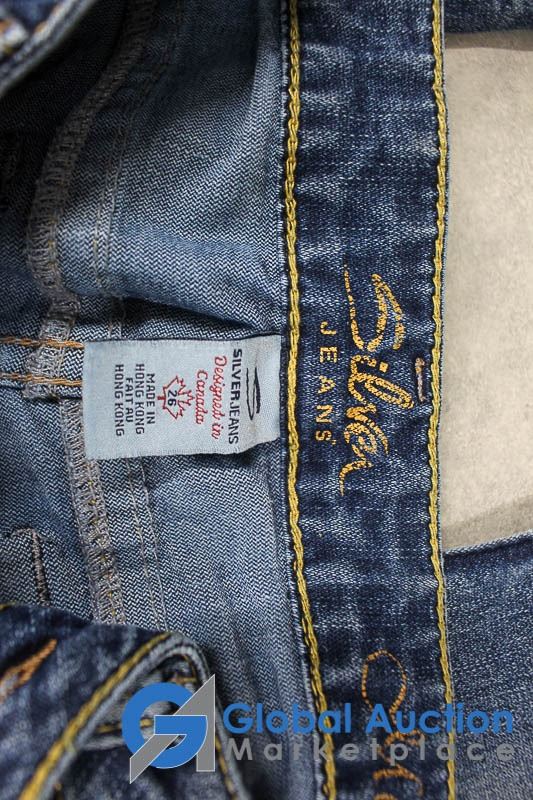 SILVERJEANS
Designed in
Canada
26
MADE IN
HONG KONG
FAIT AU
HONG KONG
Silver
JEANS
Global Auction
Marketplace